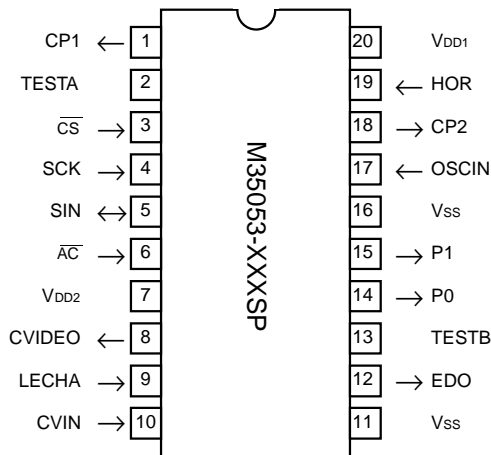 CP1 ← 1 20 VDD1
TESTA 2 19 ← HOR
C̅S̅ → 3 18 → CP2
SCK → 4 17 ← OSCIN
SIN ↔ 5 16 VSS
A̅C̅ → 6 15 → P1
VDD2 7 14 → P0
CVIDEO ← 8 13 TESTB
LECHA → 9 12 → EDO
CVIN → 10 11 VSS
M35053-XXXSP